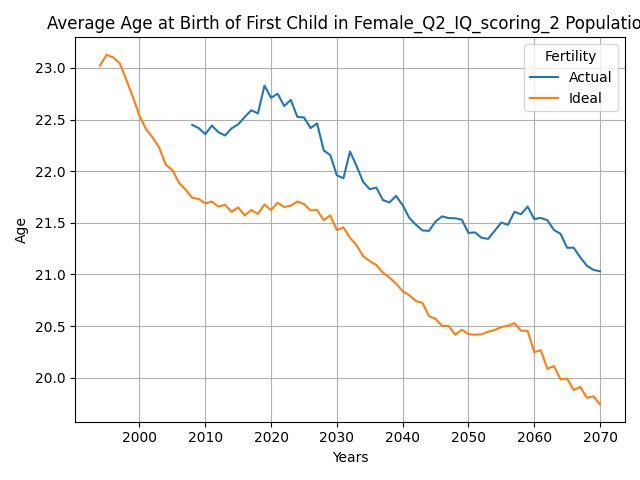 Average Age at Birth of First Child in Female_Q2_IQ_scoring_2 Populatio
Fertility
Actual
Ideal
Age
23.0
22.5
22.0
21.5
21.0
20.5
20.0
2000 2010 2020 2030 2040 2050 2060 2070
Years